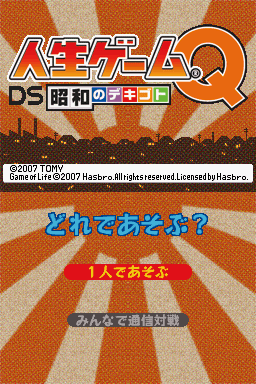 人生ゲーム®Q
DS昭和のデキゴト
©2007 TOMY
Game of Life ©2007 Hasbro. All rights reserved. Licensed by Hasbro.
どれであそぶ?
1人であそぶ
みんなで通信対戦